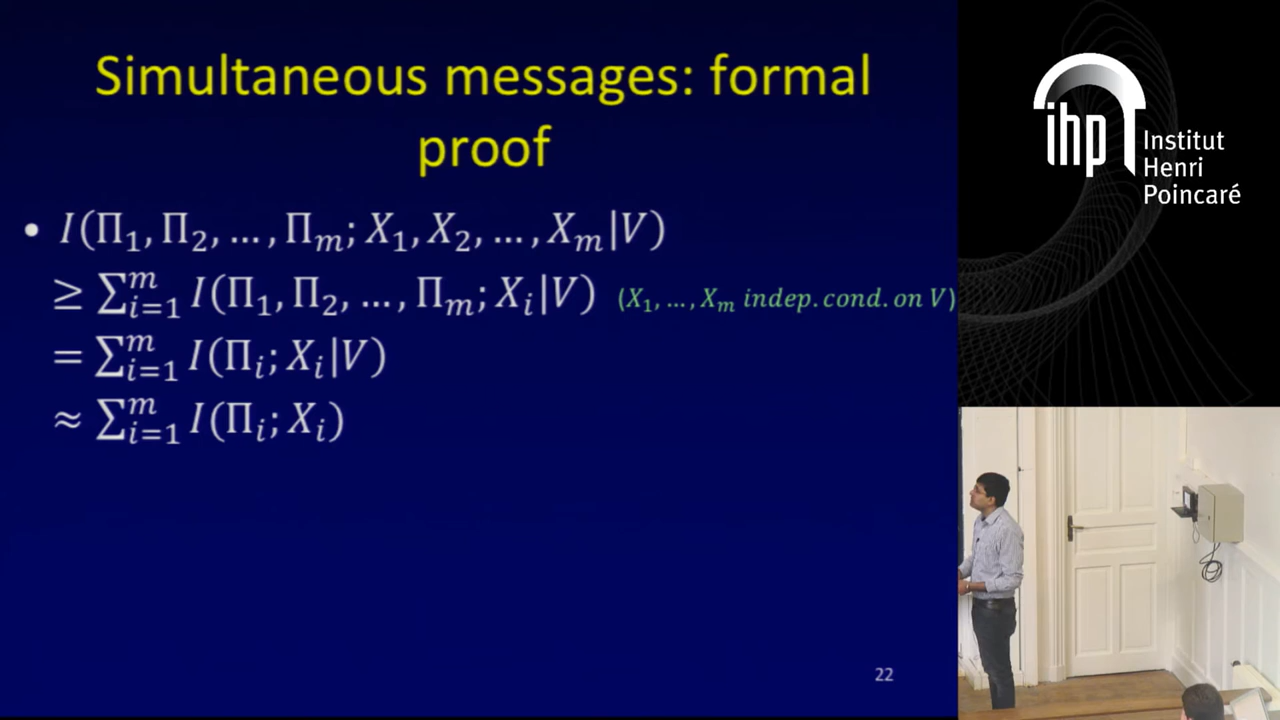 Simultaneous messages: formal
proof
• I(Π₁, Π₂, …, Πₘ; X₁, X₂, …, Xₘ|V)
≥ ∑ᵢ₌₁ᵐ I(Π₁, Π₂, …, Πₘ; Xᵢ|V) (X₁, …, Xₘ indep. cond. on V)
= ∑ᵢ₌₁ᵐ I(Πᵢ; Xᵢ|V)
≈ ∑ᵢ₌₁ᵐ I(Πᵢ; Xᵢ)
22
ihp
Institut
Henri
Poincaré